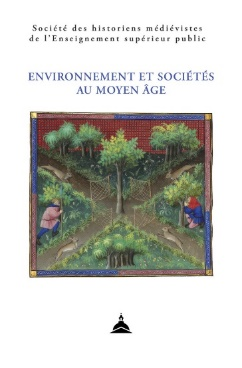 Société des historiens médiévistes
de l'Enseignement supérieur public
ENVIRONNEMENT ET SOCIÉTÉS
AU MOYEN ÂGE